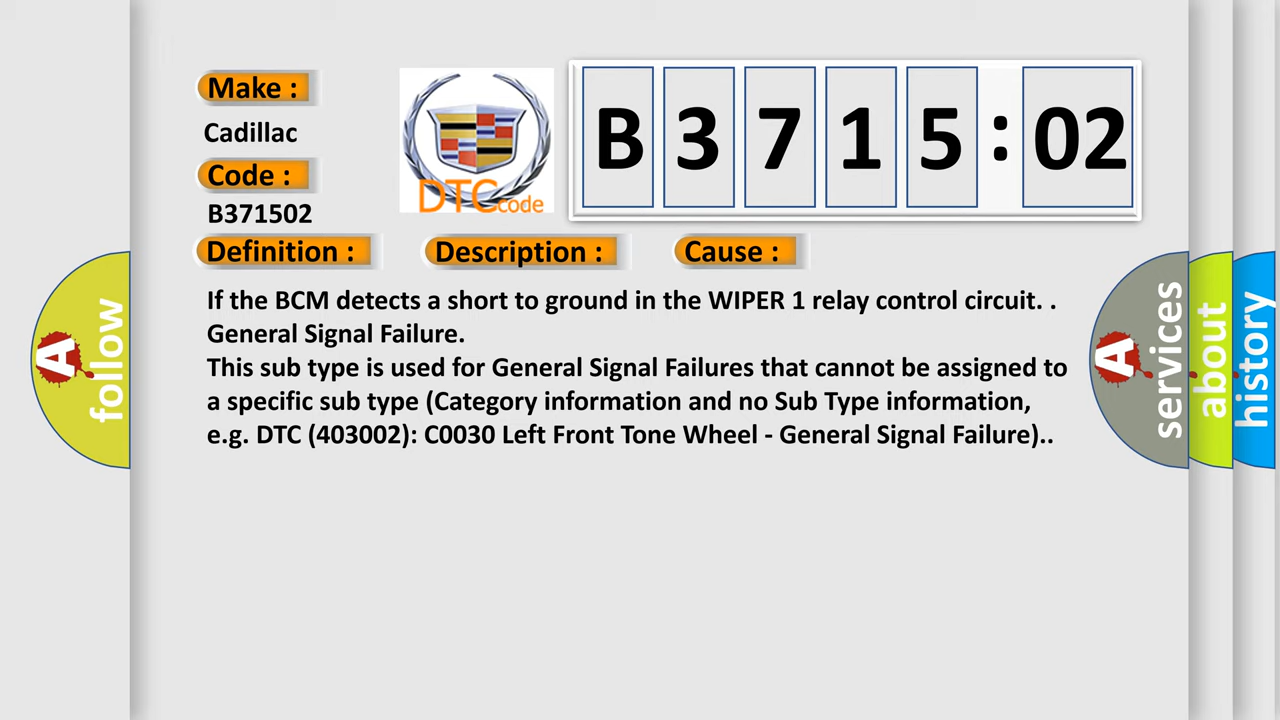 Make :
Cadillac
Code :
B371502
DTC code
B 3 7 1 5 : 02
Definition :
Description :
Cause :
If the BCM detects a short to ground in the WIPER 1 relay control circuit. .
General Signal Failure.
This sub type is used for General Signal Failures that cannot be assigned to
a specific sub type (Category information and no Sub Type information,
e.g. DTC (403002): C0030 Left Front Tone Wheel - General Signal Failure)..
A
follow
A
services
about
history